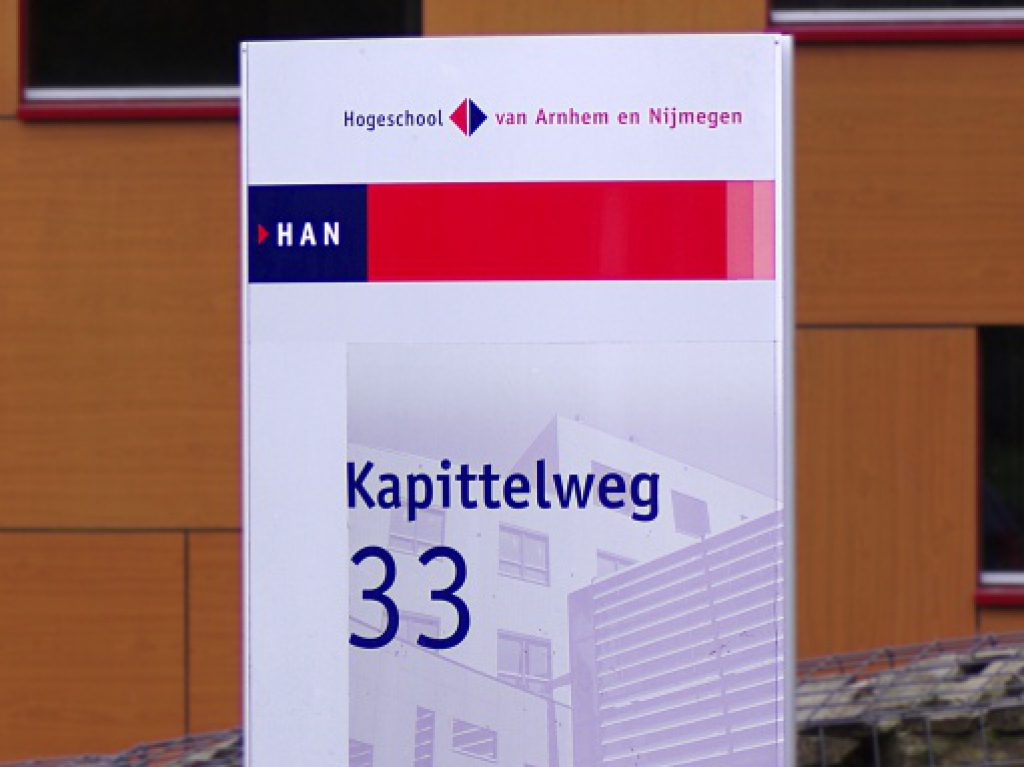 Hogeschool van Arnhem en Nijmegen
HAN
Kapittelweg
33